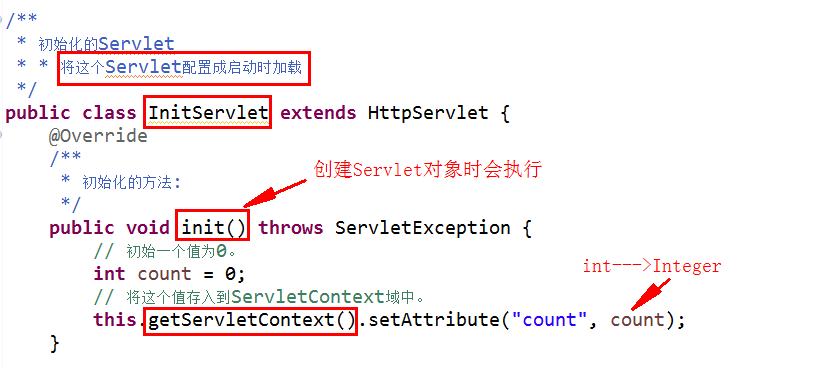 /**
 * 初始化的Servlet
 * * 将这个Servlet配置成启动时加载
 */
public class InitServlet extends HttpServlet {
    @Override
    /**
     * 初始化的方法:
     */
创建Servlet对象时会执行
    public void init() throws ServletException {
        // 初始一个值为0。
        int count = 0;
int--->Integer
        // 将这个值存入到ServletContext域中。
        this.getServletContext().setAttribute("count", count);
    }